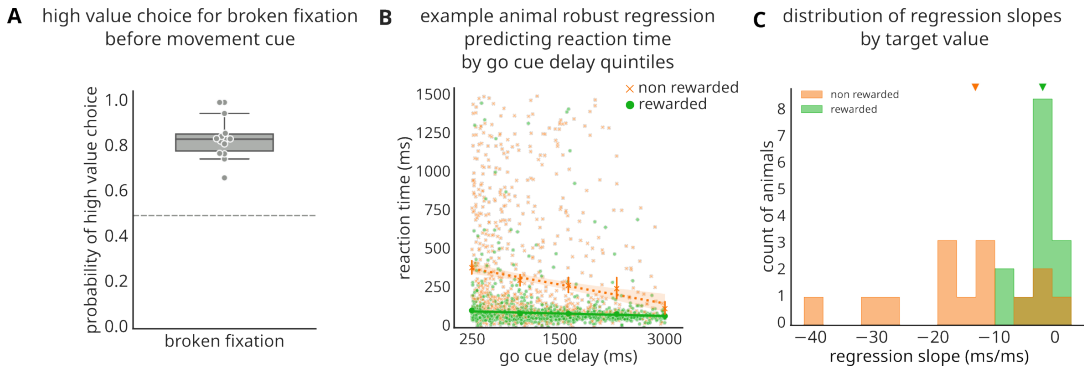 A
high value choice for broken fixation
before movement cue
probability of high value choice
1.0
0.8
0.6
0.4
0.2
0.0
broken fixation
B
example animal robust regression
predicting reaction time
by go cue delay quintiles
non rewarded
rewarded
reaction time (ms)
1500
1250
1000
750
500
250
0
250 1500 3000
go cue delay (ms)
C
distribution of regression slopes
by target value
non rewarded
rewarded
count of animals
8
7
6
5
4
3
2
1
0
−40 −30 −20 −10 0
regression slope (ms/ms)